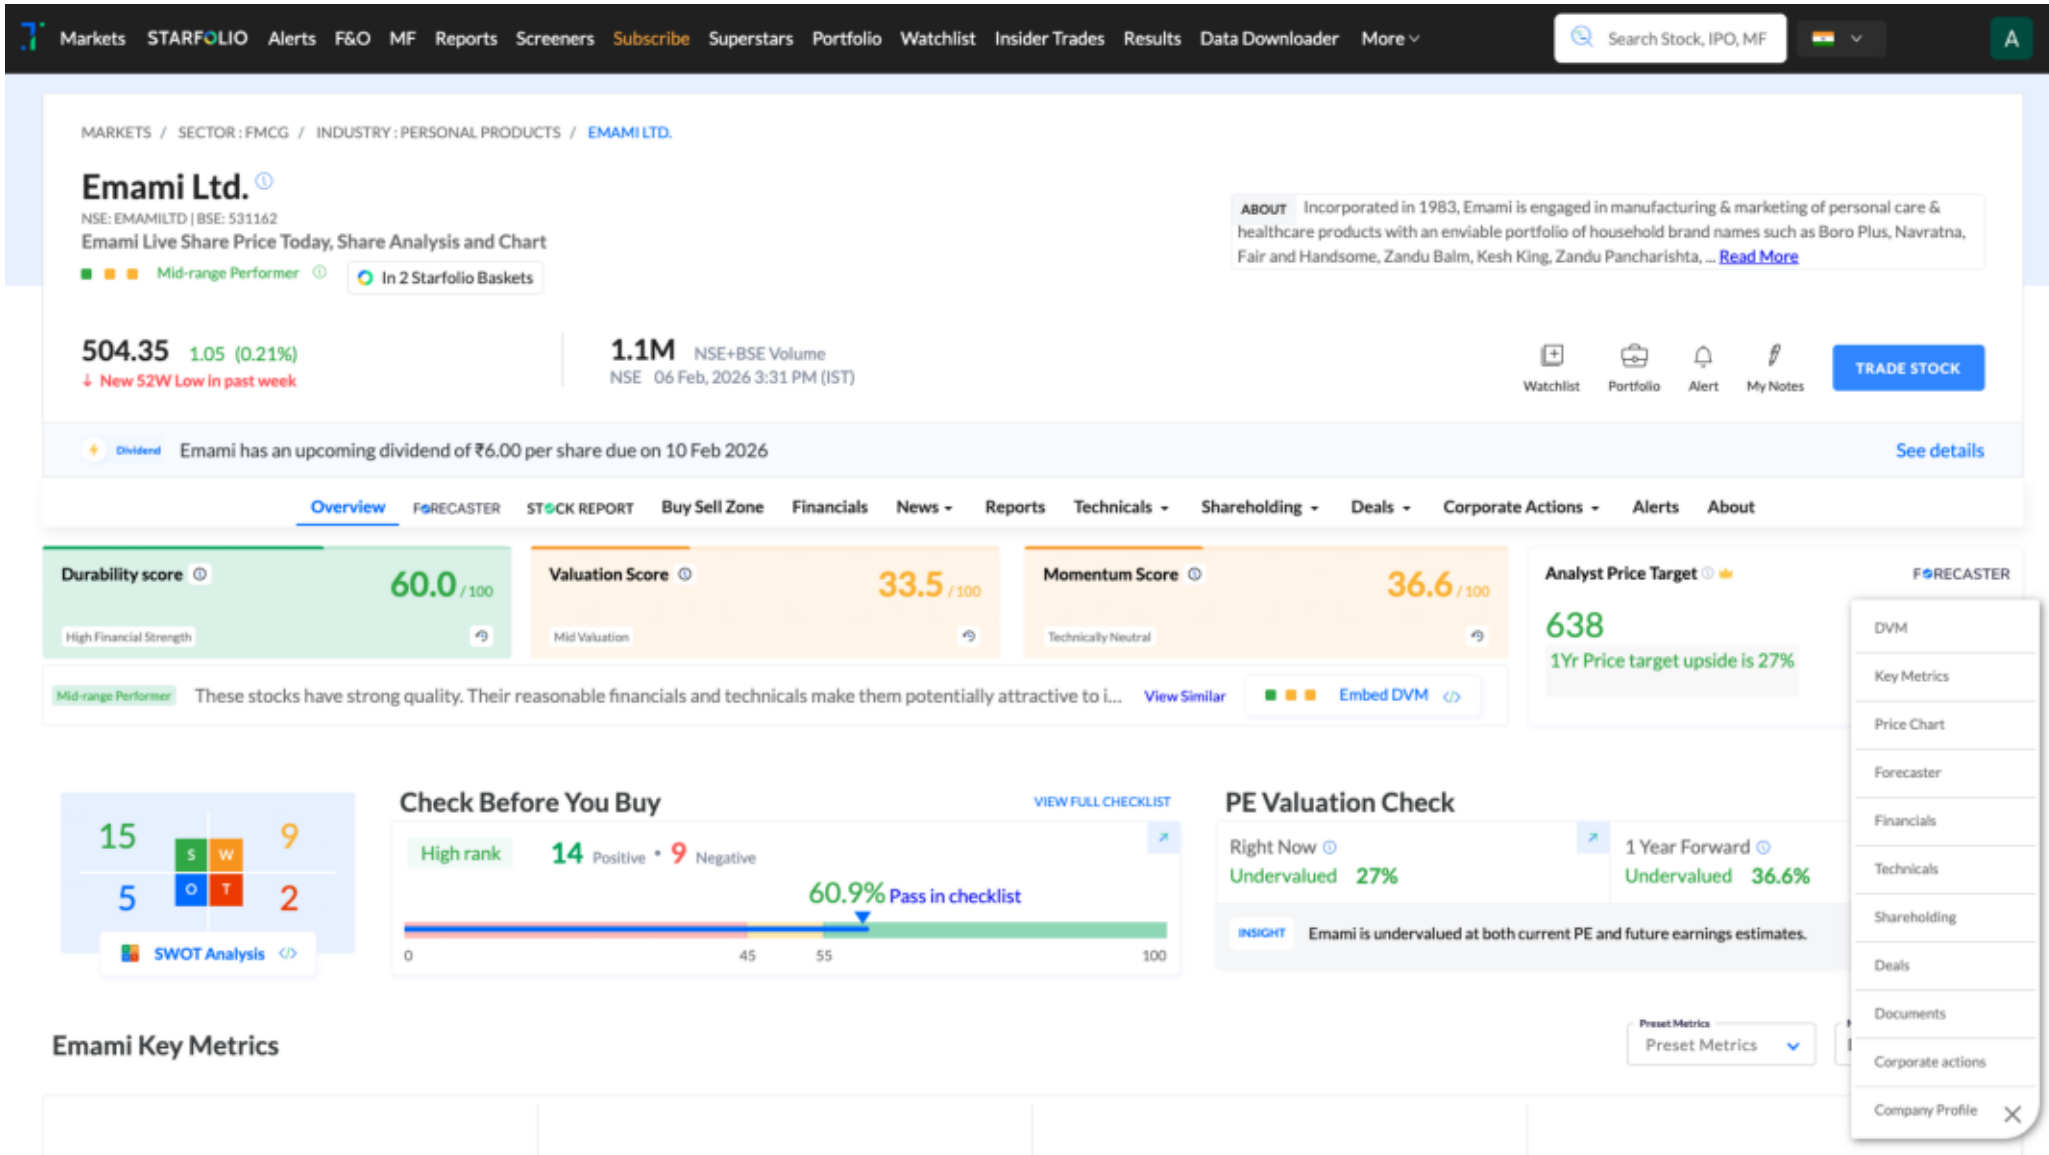 Markets STARFOLIO Alerts F&O MF Reports Screeners Subscribe Superstars Portfolio Watchlist Insider Trades Results Data Downloader More Search Stock, IPO, MF A
MARKETS / SECTOR : FMCG / INDUSTRY : PERSONAL PRODUCTS / EMAMI LTD.
Emami Ltd.
NSE: EMAMILTD | BSE: 531162
Emami Live Share Price Today, Share Analysis and Chart
Mid-range Performer In 2 Starfolio Baskets
ABOUT Incorporated in 1983, Emami is engaged in manufacturing & marketing of personal care &
healthcare products with an enviable portfolio of household brand names such as Boro Plus, Navratna,
Fair and Handsome, Zandu Balm, Kesh King, Zandu Pancharishta, ... Read More
504.35 1.05 (0.21%)
↓ New 52W Low in past week
1.1M NSE+BSE Volume
NSE 06 Feb, 2026 3:31 PM (IST)
Watchlist Portfolio Alert My Notes TRADE STOCK
Dividend Emami has an upcoming dividend of ₹6.00 per share due on 10 Feb 2026 See details
Overview FORECASTER STOCK REPORT Buy Sell Zone Financials News Reports Technicals Shareholding Deals Corporate Actions Alerts About
Durability score 60.0 / 100
High Financial Strength
Valuation Score 33.5 / 100
Mid Valuation
Momentum Score 36.6 / 100
Technically Neutral
Analyst Price Target FORECASTER
638
1Yr Price target upside is 27%
Mid-range Performer These stocks have strong quality. Their reasonable financials and technicals make them potentially attractive to i... View Similar Embed DVM </>
15 9
S W
O T
5 2
SWOT Analysis </>
Check Before You Buy VIEW FULL CHECKLIST
High rank 14 Positive • 9 Negative
60.9% Pass in checklist
0 45 55 100
PE Valuation Check
Right Now
Undervalued 27%
1 Year Forward
Undervalued 36.6%
INSIGHT Emami is undervalued at both current PE and future earnings estimates.
Emami Key Metrics
Preset Metrics
Preset Metrics
DVM
Key Metrics
Price Chart
Forecaster
Financials
Technicals
Shareholding
Deals
Documents
Corporate actions
Company Profile